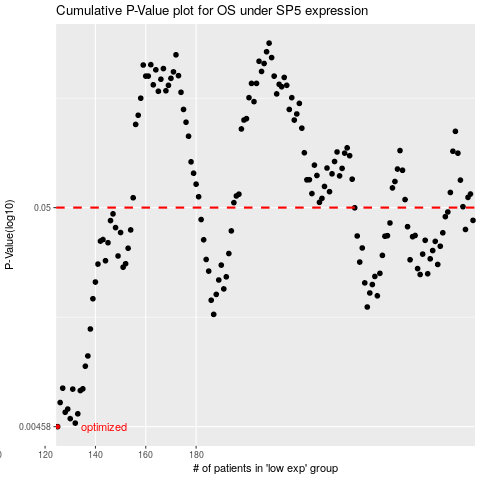 Cumulative P-Value plot for OS under SP5 expression
P-Value(log10)
0.05
0.00458
optimized
0 120 140 160 180
# of patients in 'low exp' group